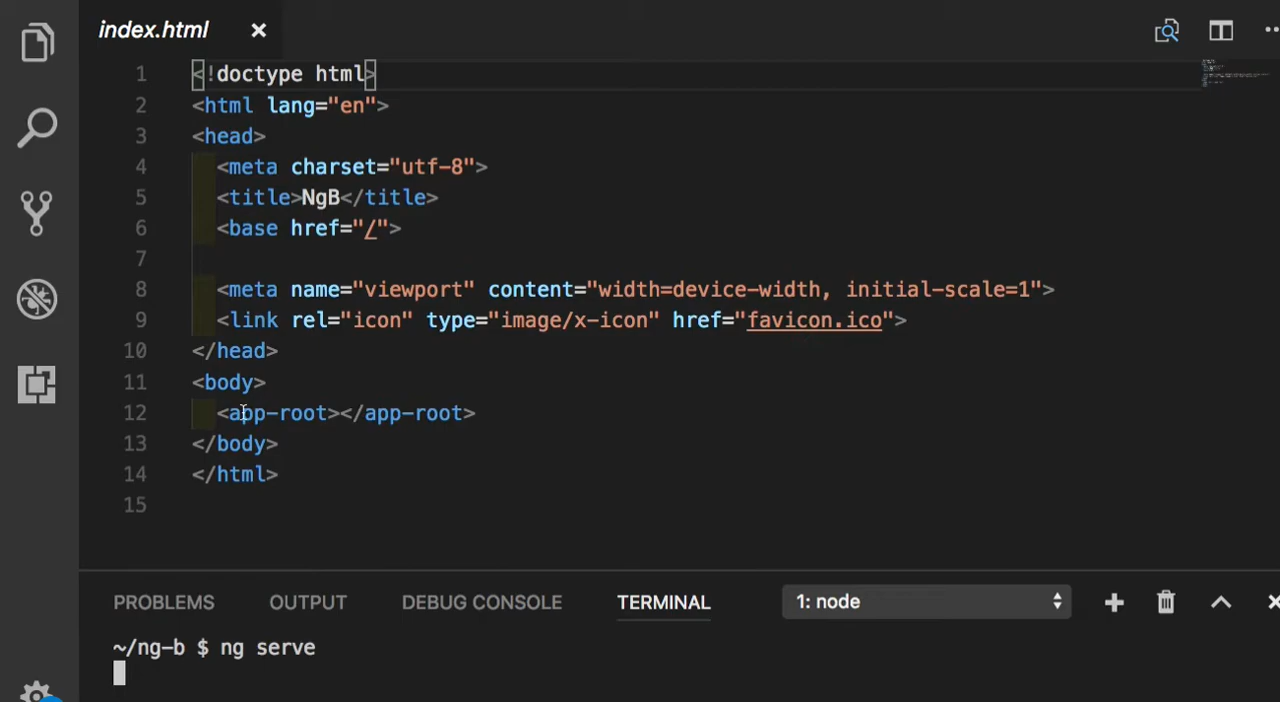 index.html
1 <!doctype html>
2 <html lang="en">
3 <head>
4 <meta charset="utf-8">
5 <title>NgB</title>
6 <base href="/">
7
8 <meta name="viewport" content="width=device-width, initial-scale=1">
9 <link rel="icon" type="image/x-icon" href="favicon.ico">
10 </head>
11 <body>
12 <app-root></app-root>
13 </body>
14 </html>
15
PROBLEMS OUTPUT DEBUG CONSOLE TERMINAL 1: node
~/ng-b $ ng serve